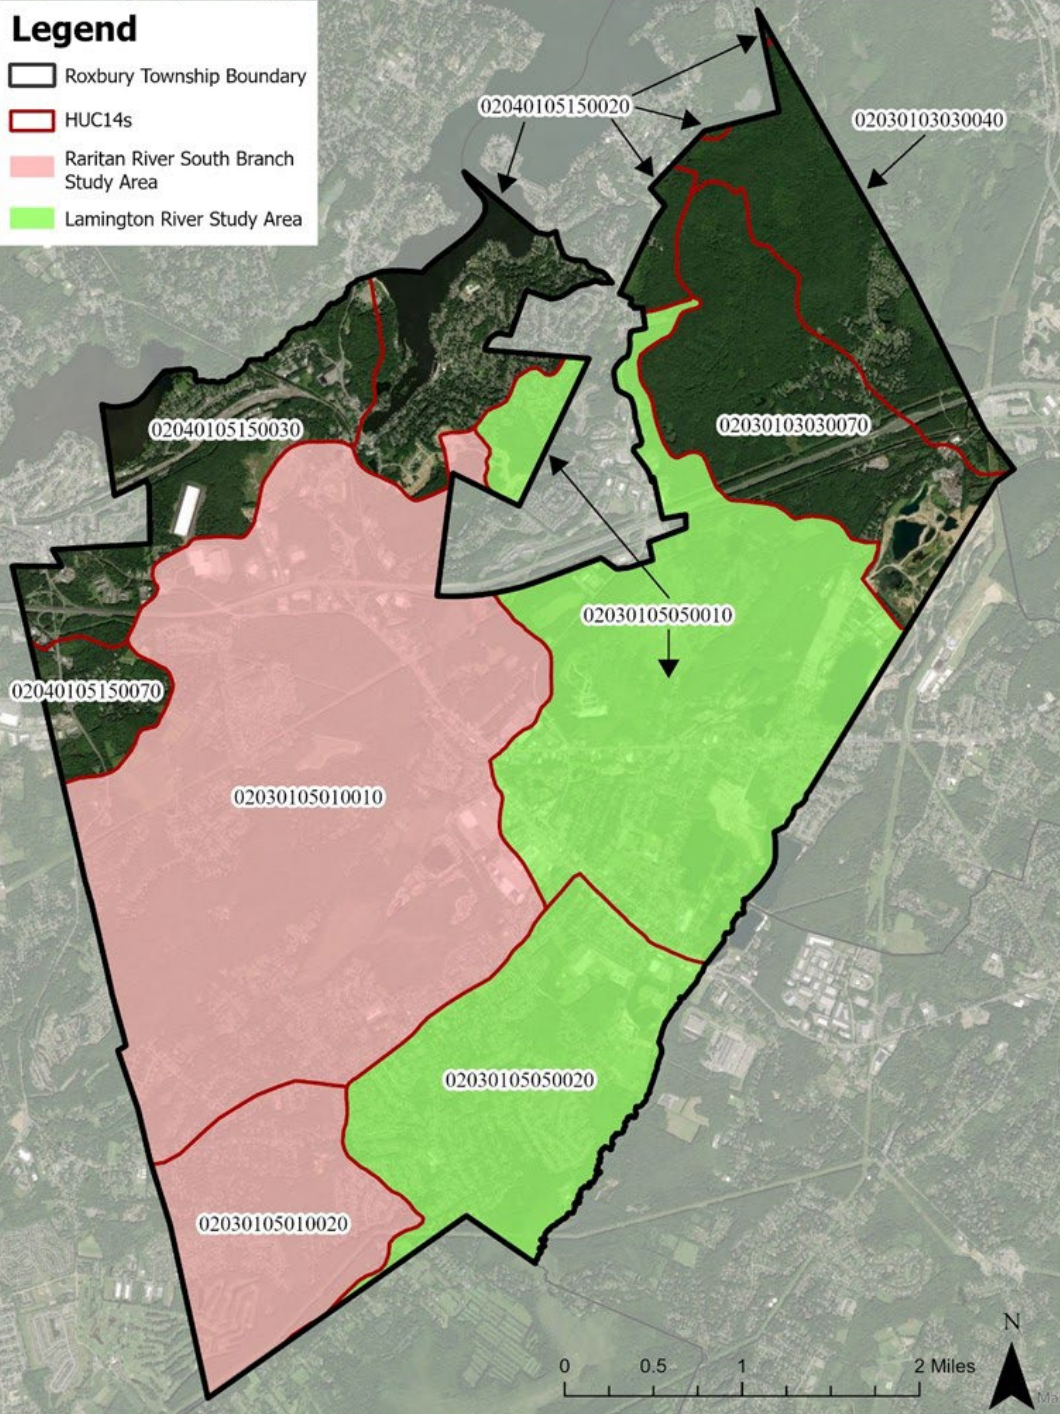 Legend
Roxbury Township Boundary
HUC14s
Raritan River South Branch
Study Area
Lamington River Study Area
02040105150020
02030103030040
02040105150030
02030103030070
02030105050010
02040105150070
02030105010010
02030105050020
02030105010020
N
0 0.5 1 2 Miles
Ma